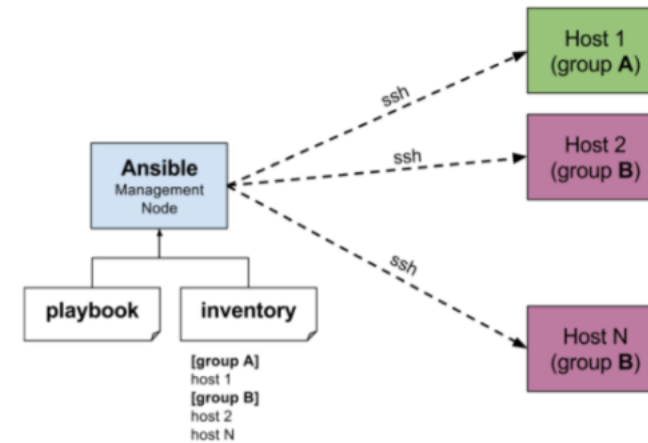 Ansible
Management
Node
playbook
inventory
[group A]
host 1
[group B]
host 2
host N
ssh
ssh
ssh
Host 1
(group A)
Host 2
(group B)
Host N
(group B)